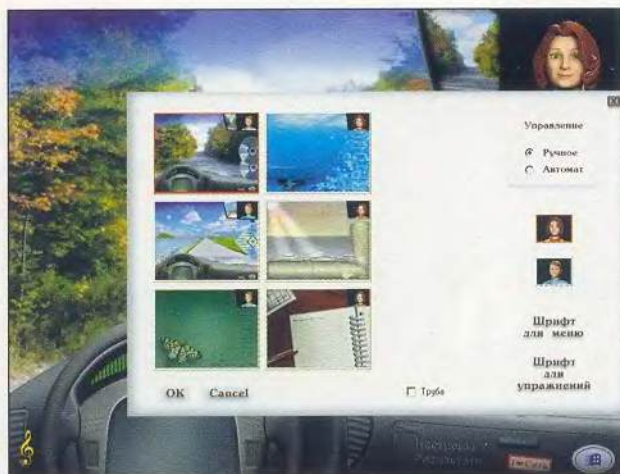 Управление
Ручное
Автомат
Шрифт
для меню
Шрифт
для
упражнений
OK Cancel
Труба